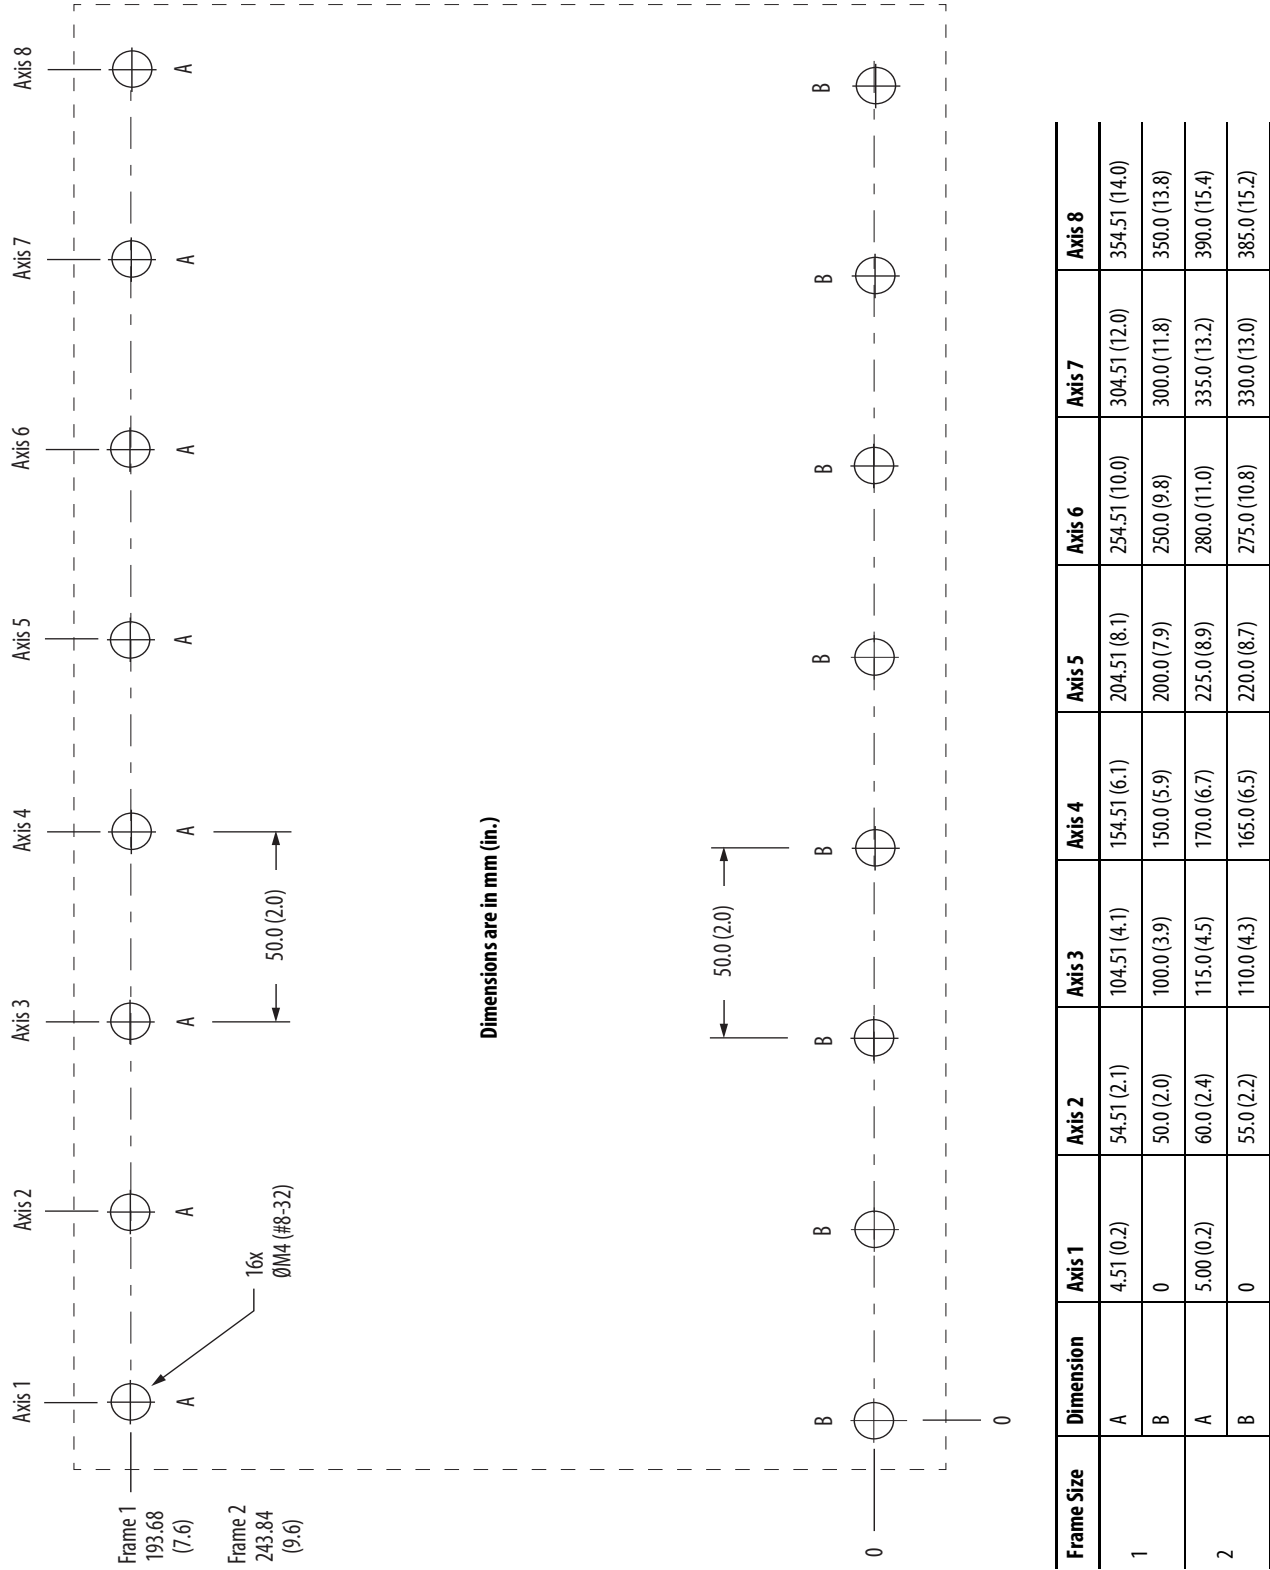 Axis 1
Axis 2
Axis 3
Axis 4
Axis 5
Axis 6
Axis 7
Axis 8
Frame 1
193.68
(7.6)
A
A
A
A
A
A
A
A
Frame 2
243.84
(9.6)
16x
ØM4 (#8-32)
50.0 (2.0)
Dimensions are in mm (in.)
50.0 (2.0)
B
B
B
B
B
B
B
B
0
0
Frame Size Dimension Axis 1 Axis 2 Axis 3 Axis 4 Axis 5 Axis 6 Axis 7 Axis 8
1 A 4.51 (0.2) 54.51 (2.1) 104.51 (4.1) 154.51 (6.1) 204.51 (8.1) 254.51 (10.0) 304.51 (12.0) 354.51 (14.0)
B 0 50.0 (2.0) 100.0 (3.9) 150.0 (5.9) 200.0 (7.9) 250.0 (9.8) 300.0 (11.8) 350.0 (13.8)
2 A 5.00 (0.2) 60.0 (2.4) 115.0 (4.5) 170.0 (6.7) 225.0 (8.9) 280.0 (11.0) 335.0 (13.2) 390.0 (15.4)
B 0 55.0 (2.2) 110.0 (4.3) 165.0 (6.5) 220.0 (8.7) 275.0 (10.8) 330.0 (13.0) 385.0 (15.2)